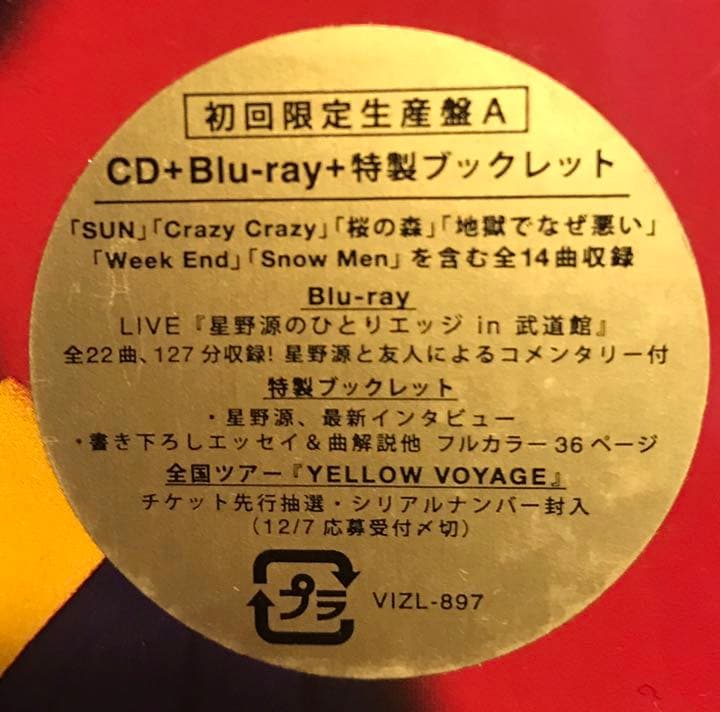 初回限定生産盤A
CD+Blu-ray+特製ブックレット
「SUN」「Crazy Crazy」「桜の森」「地獄でなぜ悪い」
「Week End」「Snow Men」を含む全14曲収録
Blu-ray
LIVE『星野源のひとりエッジ in 武道館』
全22曲、127分収録!星野源と友人によるコメンタリー付
特製ブックレット
・星野源、最新インタビュー
・書き下ろしエッセイ&曲解説他 フルカラー36ページ
全国ツアー『YELLOW VOYAGE』
チケット先行抽選・シリアルナンバー封入
(12/7応募受付〆切)
プラ VIZL-897